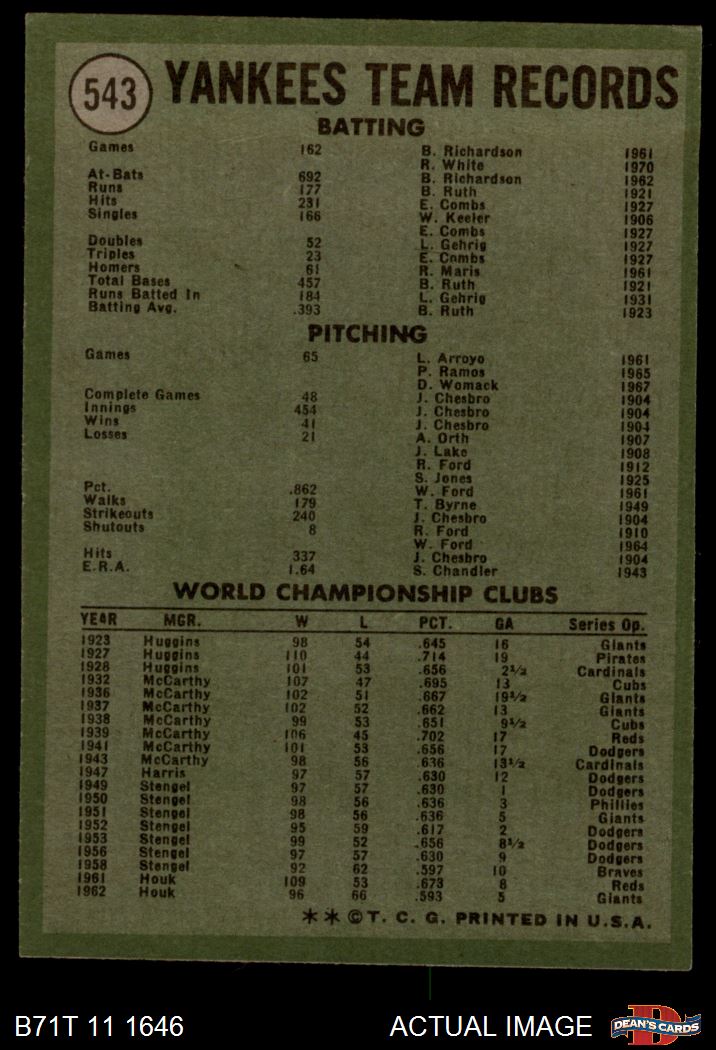 543 YANKEES TEAM RECORDS
BATTING
Games 162 B. Richardson 1961
R. White 1970
At-Bats 692 B. Richardson 1962
Runs 177 B. Ruth 1921
Hits 231 E. Combs 1927
Singles 166 W. Keeler 1906
E. Combs 1927
Doubles 52 L. Gehrig 1927
Triples 23 E. Combs 1927
Homers 61 R. Maris 1961
Total Bases 457 B. Ruth 1921
Runs Batted In 184 L. Gehrig 1931
Batting Avg. .393 B. Ruth 1923
PITCHING
Games 65 L. Arroyo 1961
P. Ramos 1965
D. Womack 1967
Complete Games 48 J. Chesbro 1904
Innings 454 J. Chesbro 1904
Wins 41 J. Chesbro 1904
Losses 21 A. Orth 1907
J. Lake 1908
R. Ford 1912
S. Jones 1925
Pct. .862 W. Ford 1961
Walks 179 T. Byrne 1949
Strikeouts 240 J. Chesbro 1904
Shutouts 8 R. Ford 1910
W. Ford 1964
Hits 337 J. Chesbro 1904
E.R.A. 1.64 S. Chandler 1943
WORLD CHAMPIONSHIP CLUBS
YEAR MGR. W L PCT. GA Series Op.
1923 Huggins 98 54 .645 16 Giants
1927 Huggins 110 44 .714 19 Pirates
1928 Huggins 101 53 .656 2½ Cardinals
1932 McCarthy 107 47 .695 13 Cubs
1936 McCarthy 102 51 .667 19½ Giants
1937 McCarthy 102 52 .662 13 Giants
1938 McCarthy 99 53 .651 9½ Cubs
1939 McCarthy 106 45 .702 17 Reds
1941 McCarthy 101 53 .656 17 Dodgers
1943 McCarthy 98 56 .636 13½ Cardinals
1947 Harris 97 57 .630 12 Dodgers
1949 Stengel 97 57 .630 1 Dodgers
1950 Stengel 98 56 .636 3 Phillies
1951 Stengel 98 56 .636 5 Giants
1952 Stengel 95 59 .617 2 Dodgers
1953 Stengel 99 52 .656 8½ Dodgers
1956 Stengel 97 57 .630 9 Dodgers
1958 Stengel 92 62 .597 10 Braves
1961 Houk 109 53 .673 8 Reds
1962 Houk 96 66 .593 5 Giants
✶✶ © T. C. G. PRINTED IN U.S.A.
B71T 11 1646 ACTUAL IMAGE D DEAN'S CARDS